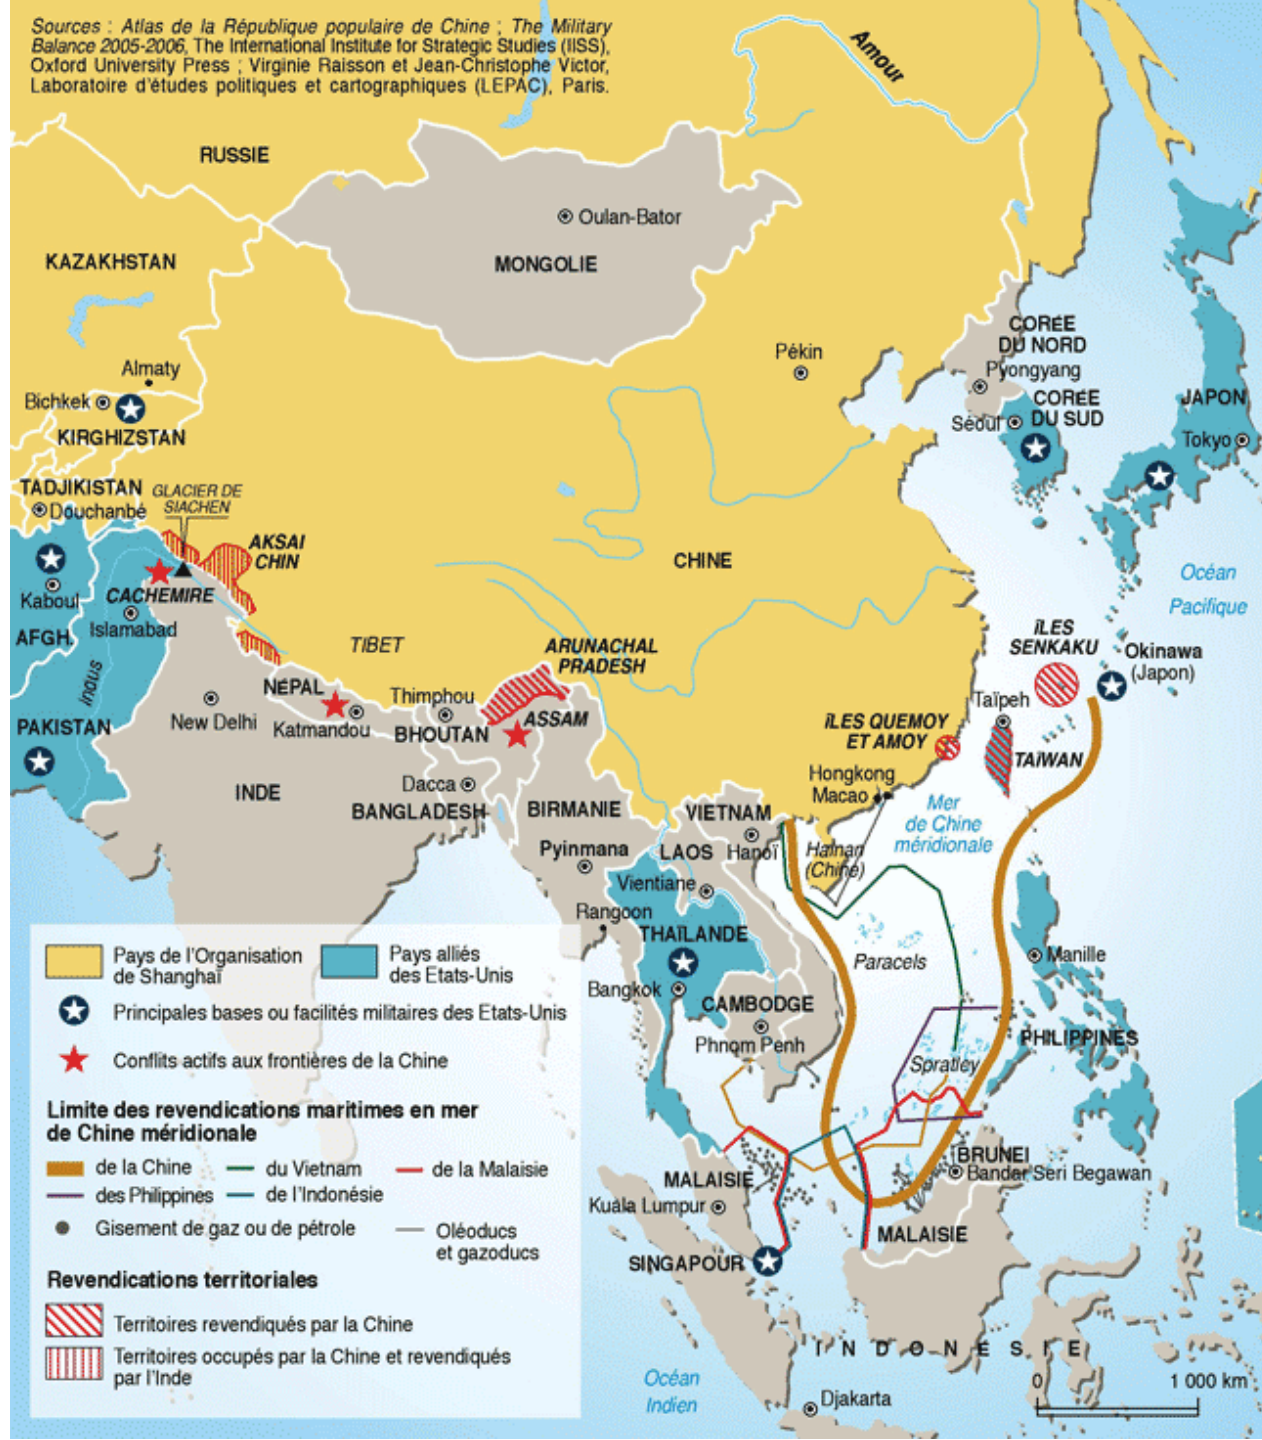 Sources : Atlas de la République populaire de Chine ; The Military
Balance 2005-2006, The International Institute for Strategic Studies (IISS),
Oxford University Press ; Virginie Raisson et Jean-Christophe Victor,
Laboratoire d'études politiques et cartographiques (LEPAC), Paris.
Amour
RUSSIE
Oulan-Bator
MONGOLIE
KAZAKHSTAN
CORÉE
DU NORD
Pékin
Pyongyang
Almaty
Bichkek
KIRGHIZSTAN
CORÉE
DU SUD
Séoul
JAPON
Tokyo
TADJIKISTAN
Douchanbé
GLACIER DE
SIACHEN
AKSAI
CHIN
CHINE
Océan
Pacifique
Kaboul
CACHEMIRE
AFGH.
Islamabad
TIBET
ARUNACHAL
PRADESH
ÎLES
SENKAKU
Okinawa
(Japon)
Indus
NÉPAL
Thimphou
Taïpeh
New Delhi
Katmandou
BHOUTAN
ASSAM
ÎLES QUEMOY
ET AMOY
PAKISTAN
TAÏWAN
INDE
Dacca
BANGLADESH
BIRMANIE
VIETNAM
Hongkong
Macao
Mer
de Chine
méridionale
Pyinmana
LAOS
Hanoï
Haïnan
(Chine)
Vientiane
Rangoon
THAÏLANDE
Paracels
Manille
Bangkok
CAMBODGE
Phnom Penh
PHILIPPINES
Spratley
BRUNEI
Bandar Seri Begawan
MALAISIE
Kuala Lumpur
MALAISIE
SINGAPOUR
INDONÉSIE
Océan
Indien
Djakarta
0 1 000 km
Pays de l'Organisation
de Shanghaï
Pays alliés
des Etats-Unis
Principales bases ou facilités militaires des Etats-Unis
Conflits actifs aux frontières de la Chine
Limite des revendications maritimes en mer
de Chine méridionale
de la Chine
du Vietnam
de la Malaisie
des Philippines
de l'Indonésie
Gisement de gaz ou de pétrole
Oléoducs
et gazoducs
Revendications territoriales
Territoires revendiqués par la Chine
Territoires occupés par la Chine et revendiqués
par l'Inde